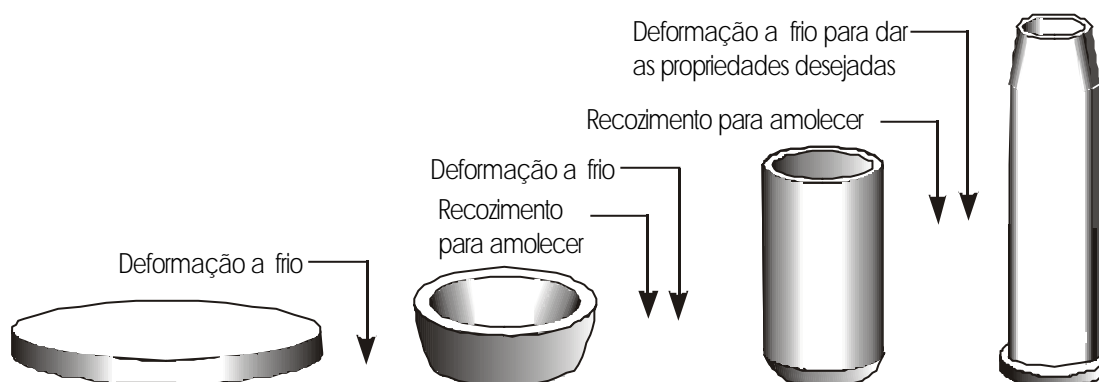 Deformação a frio para dar
as propriedades desejadas
Recozimento para amolecer
Deformação a frio
Recozimento
para amolecer
Deformação a frio